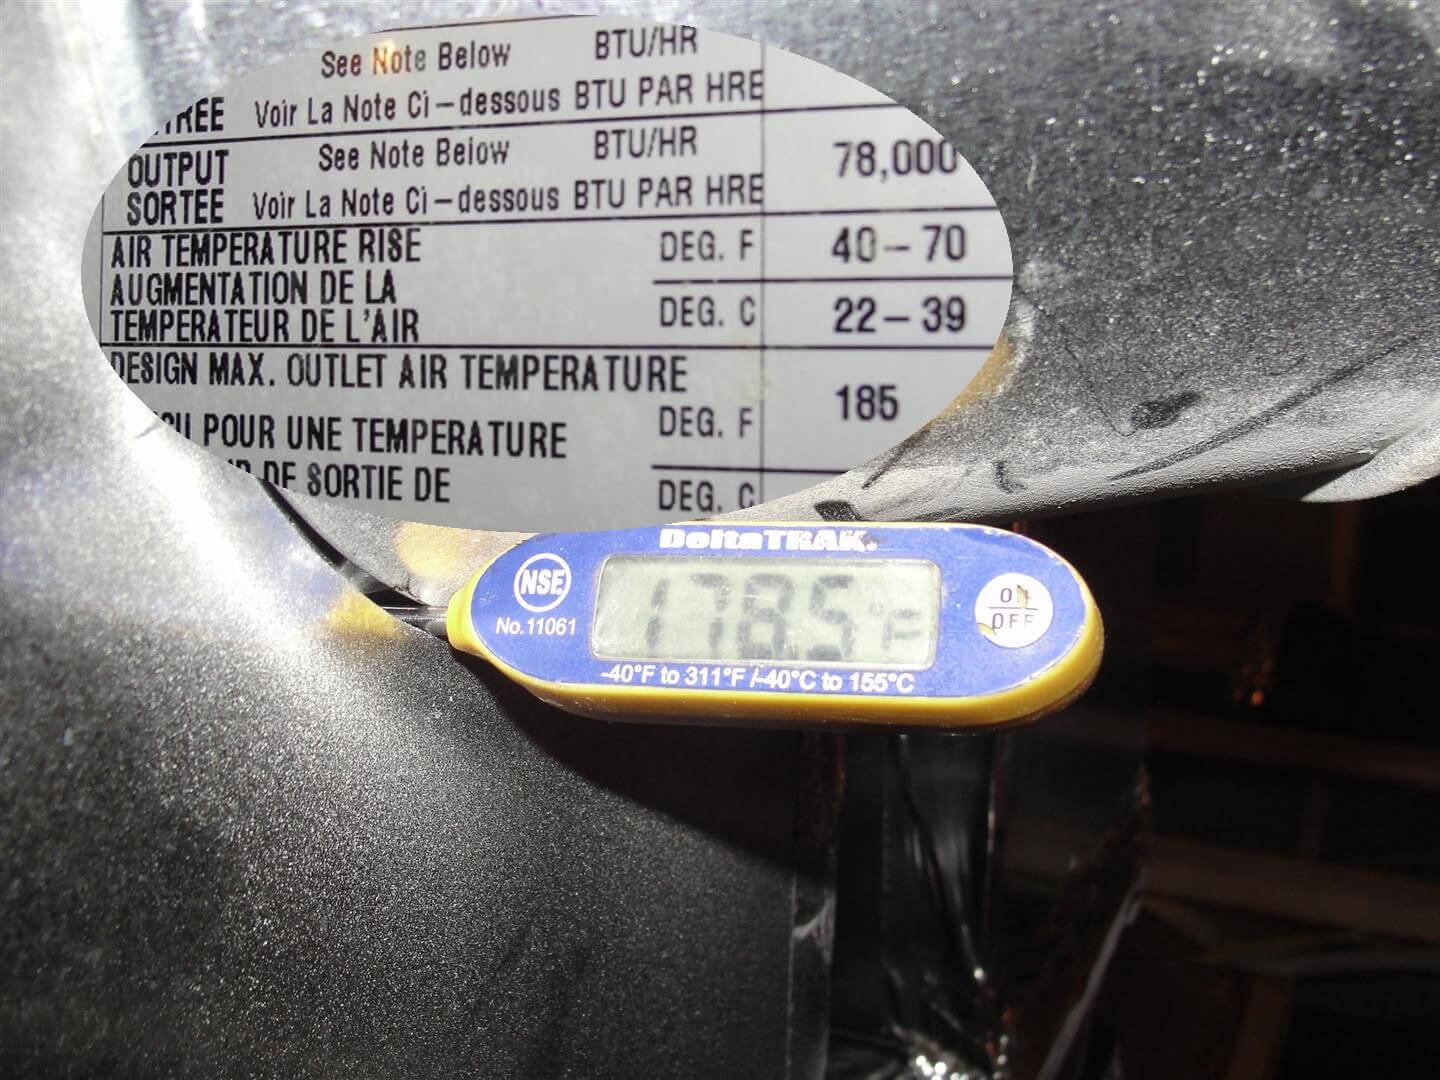 See Note Below BTU/HR
Voir La Note Ci-dessous BTU PAR HRE
OUTPUT See Note Below BTU/HR 78,000
SORTEE Voir La Note Ci-dessous BTU PAR HRE
AIR TEMPERATURE RISE DEG. F 40-70
AUGMENTATION DE LA
TEMPERATEUR DE L'AIR DEG. C 22-39
DESIGN MAX. OUTLET AIR TEMPERATURE
DEG. F 185
POUR UNE TEMPERATURE
DE SORTIE DE
DEG. C
DeltaTRAK
NSF
No.11061
178.5°F
-40°F to 311°F/-40°C to 155°C
OFF